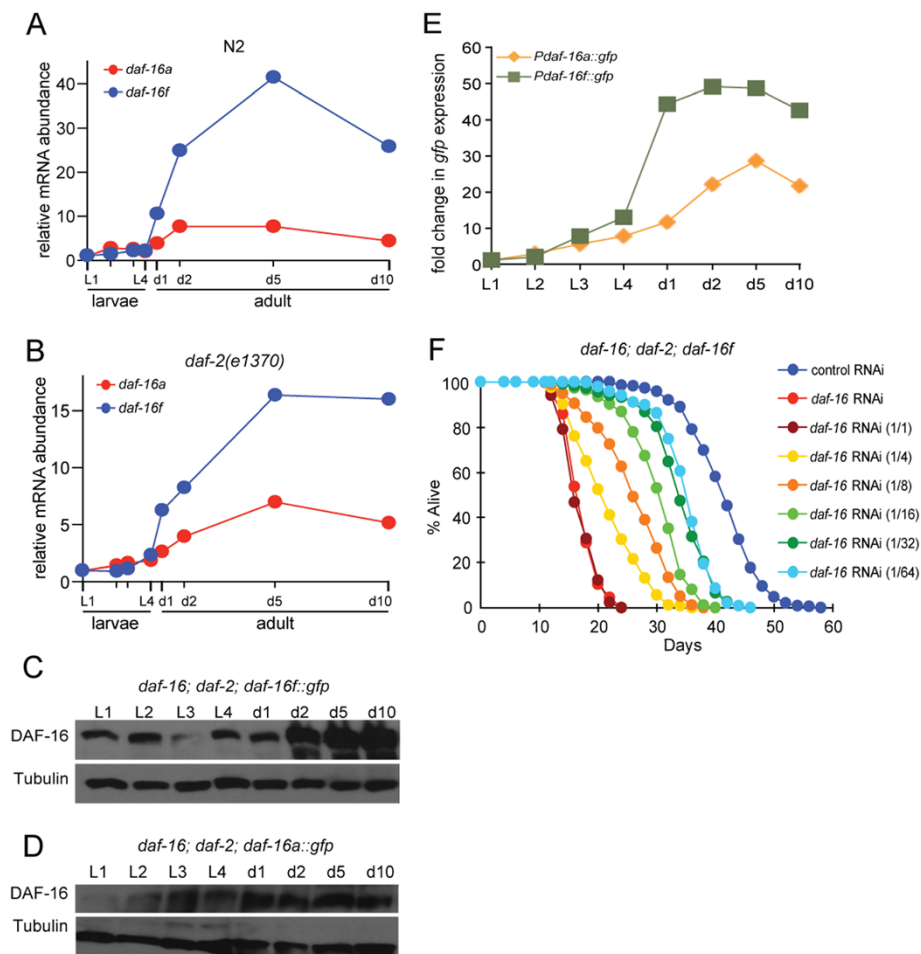 A
N2
relative mRNA abundance
daf-16a
daf-16f
40
30
20
10
0
L1 L4 d1 d2 d5 d10
larvae adult
B
daf-2(e1370)
relative mRNA abundance
daf-16a
daf-16f
15
10
5
0
L1 L4 d1 d2 d5 d10
larvae adult
C
daf-16; daf-2; daf-16f::gfp
L1 L2 L3 L4 d1 d2 d5 d10
DAF-16
Tubulin
D
daf-16; daf-2; daf-16a::gfp
L1 L2 L3 L4 d1 d2 d5 d10
DAF-16
Tubulin
E
fold change in gfp expression
Pdaf-16a::gfp
Pdaf-16f::gfp
60
50
40
30
20
10
0
L1 L2 L3 L4 d1 d2 d5 d10
F
daf-16; daf-2; daf-16f
% Alive
100
80
60
40
20
0
0 10 20 30 40 50 60
Days
control RNAi
daf-16 RNAi
daf-16 RNAi (1/1)
daf-16 RNAi (1/4)
daf-16 RNAi (1/8)
daf-16 RNAi (1/16)
daf-16 RNAi (1/32)
daf-16 RNAi (1/64)